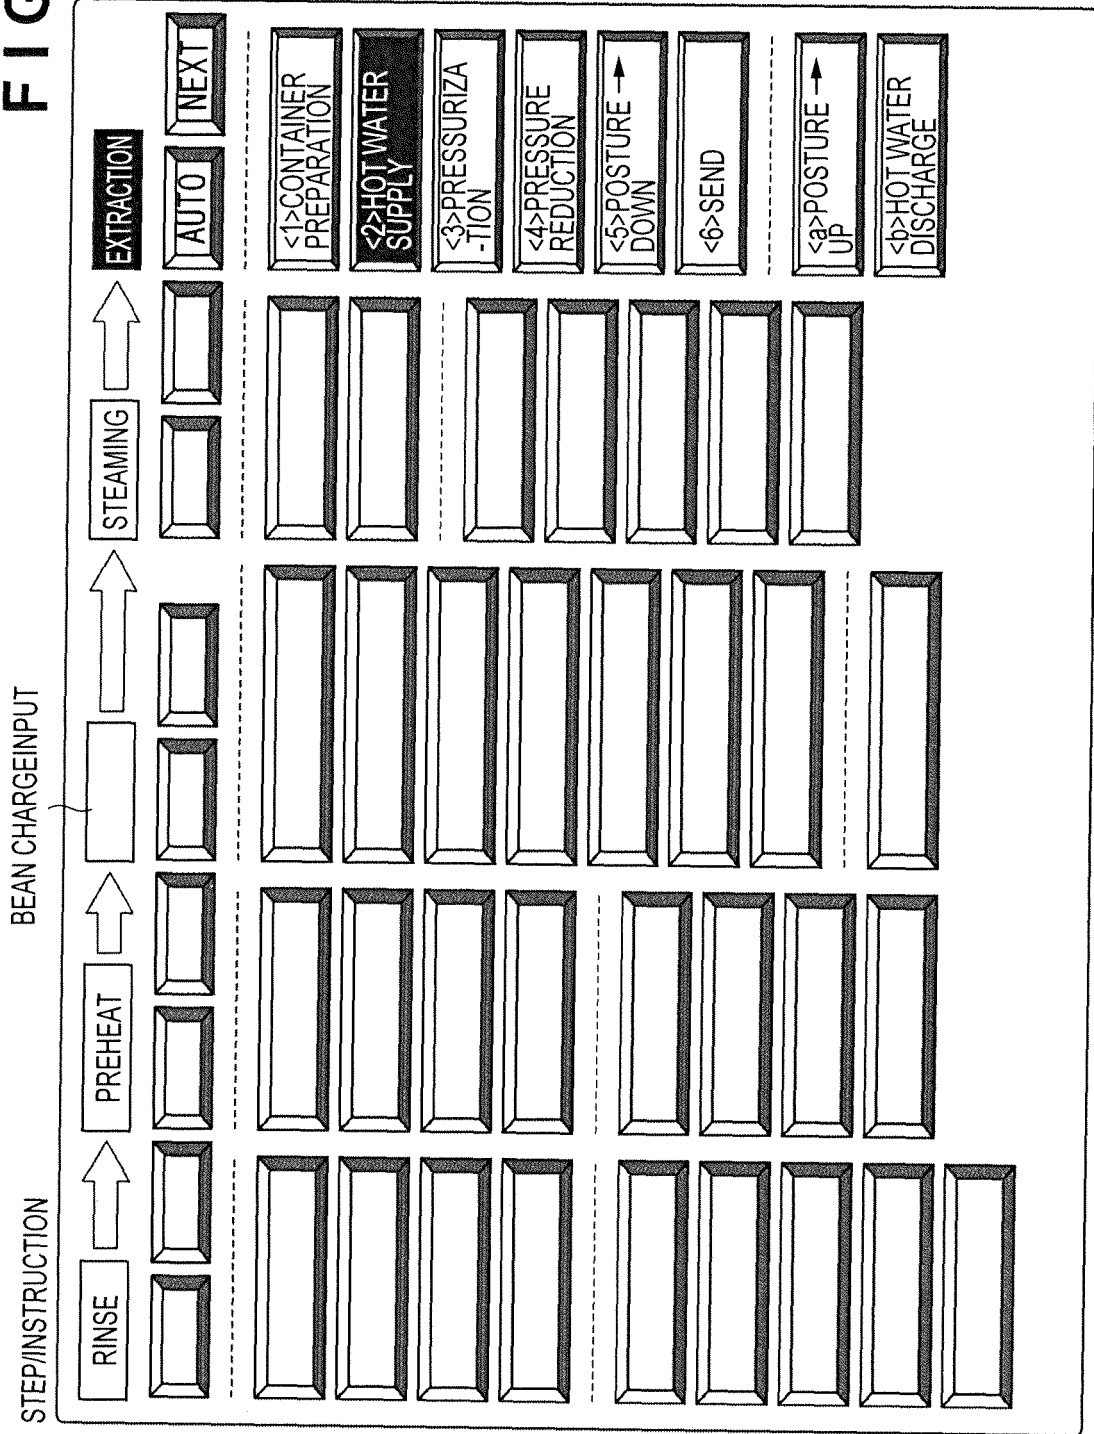 FIG
STEP/INSTRUCTION
BEAN CHARGEINPUT
RINSE
PREHEAT
STEAMING
EXTRACTION
AUTO
NEXT
<1>CONTAINER
PREPARATION
<2>HOT WATER
SUPPLY
<3>PRESSURIZA
-TION
<4>PRESSURE
REDUCTION
<5>POSTURE
DOWN
<6>SEND
<a>POSTURE
UP
<b>HOT WATER
DISCHARGE